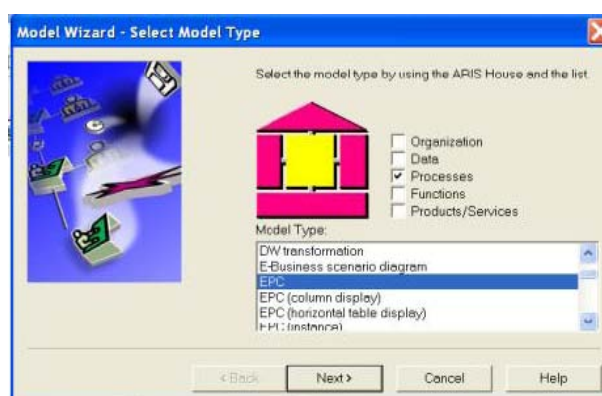 Model Wizard - Select Model Type
Select the model type by using the ARIS House and the list.
Organization
Data
Processes
Functions
Products/Services
Model Type:
DW transformation
E-Business scenario diagram
EPC
EPC (column display)
EPC (horizontal table display)
EPC (instance)
< Back
Next >
Cancel
Help